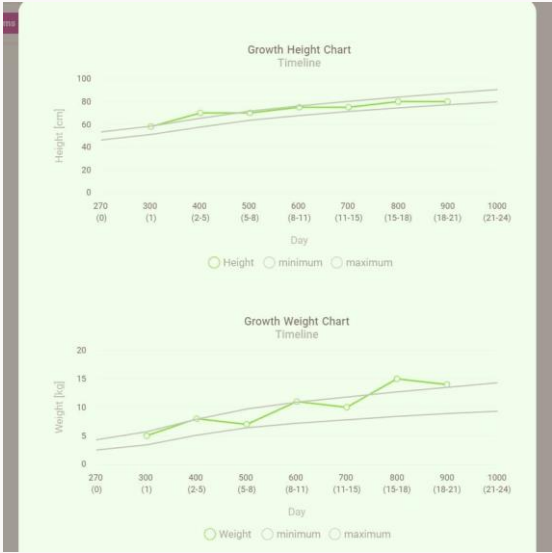 ms
Growth Height Chart
Timeline
100
80
60
40
20
0
Height [cm]
270 300 400 500 600 700 800 900 1000
(0) (1) (2-5) (5-8) (8-11) (11-15) (15-18) (18-21) (21-24)
Day
Height minimum maximum
Growth Weight Chart
Timeline
20
15
10
5
0
Weight [kg]
270 300 400 500 600 700 800 900 1000
(0) (1) (2-5) (5-8) (8-11) (11-15) (15-18) (18-21) (21-24)
Day
Weight minimum maximum